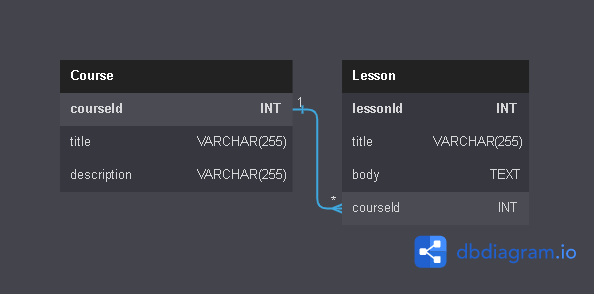 Course
courseId INT
title VARCHAR(255)
description VARCHAR(255)
1
*
Lesson
lessonId INT
title VARCHAR(255)
body TEXT
courseId INT
dbdiagram.io